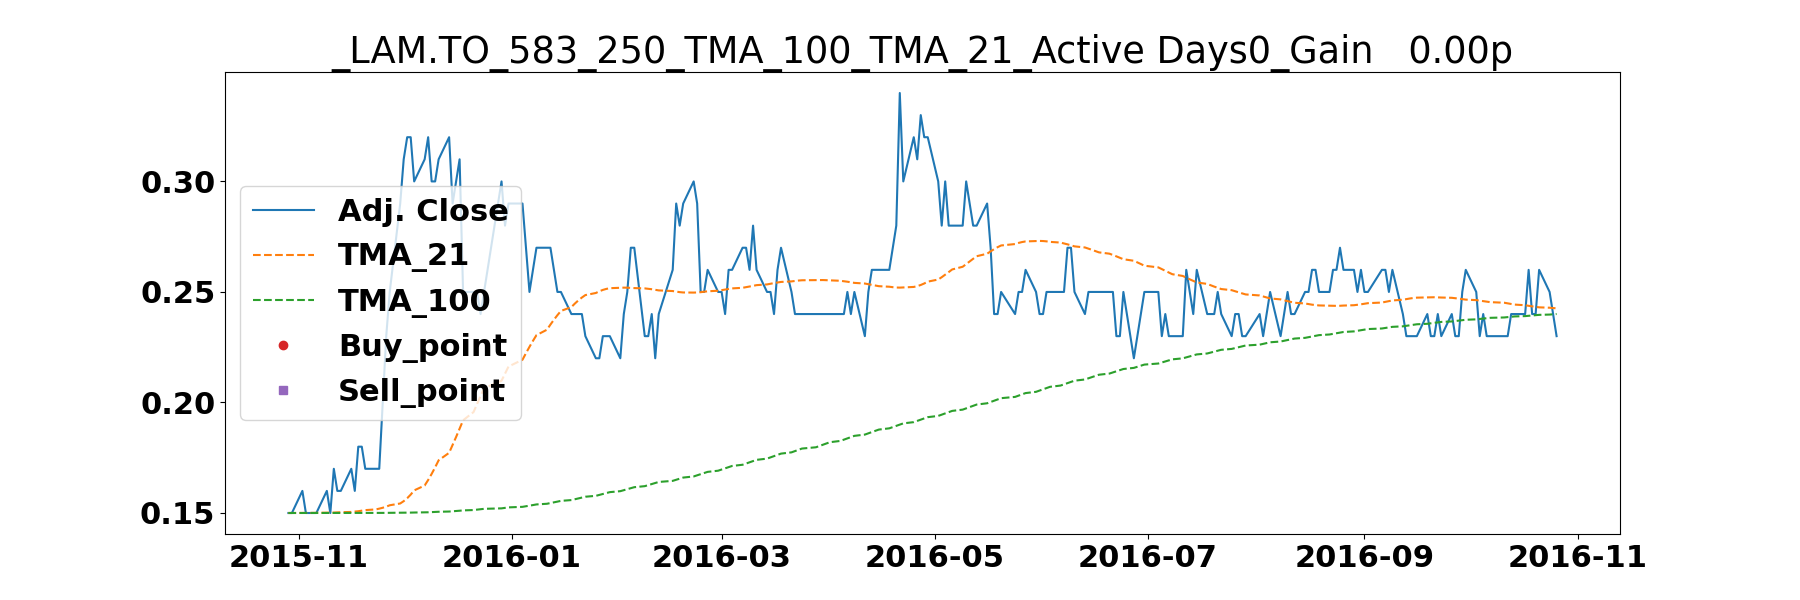 _LAM.TO_583_250_TMA_100_TMA_21_Active Days0_Gain   0.00p
0.30
0.25
0.20
0.15
Adj. Close
TMA_21
TMA_100
Buy_point
Sell_point
2015-11 2016-01 2016-03 2016-05 2016-07 2016-09 2016-11